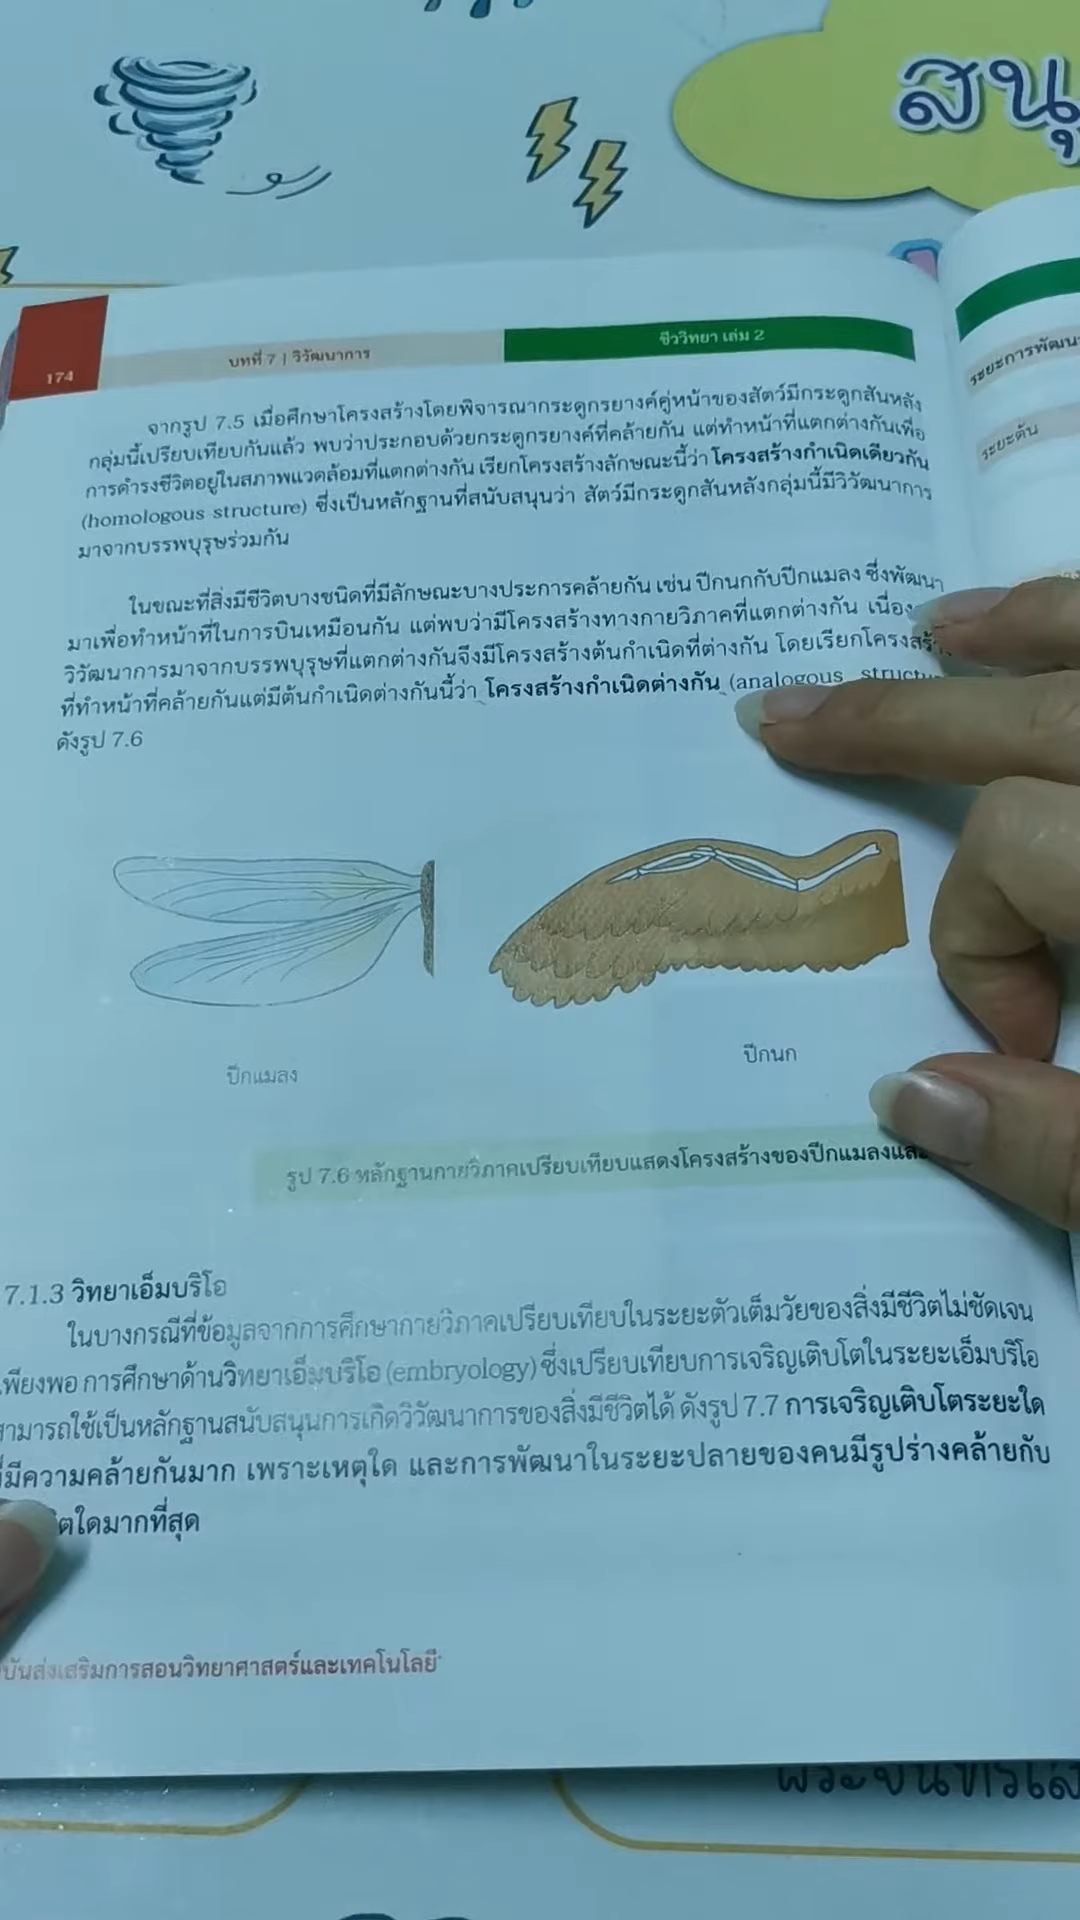 สนุ
174
บทที่ 7 | วิวัฒนาการ
ชีววิทยา เล่ม 2
จากรูป 7.5 เมื่อศึกษาโครงสร้างโดยพิจารณากระดูกรยางค์คู่หน้าของสัตว์มีกระดูกสันหลัง
กลุ่มนี้เปรียบเทียบกันแล้ว พบว่าประกอบด้วยกระดูกรยางค์ที่คล้ายกัน แต่ทำหน้าที่แตกต่างกันเพื่อ
การดำรงชีวิตอยู่ในสภาพแวดล้อมที่แตกต่างกัน เรียกโครงสร้างลักษณะนี้ว่า โครงสร้างกำเนิดเดียวกัน
(homologous structure) ซึ่งเป็นหลักฐานที่สนับสนุนว่า สัตว์มีกระดูกสันหลังกลุ่มนี้มีวิวัฒนาการ
มาจากบรรพบุรุษร่วมกัน
ในขณะที่สิ่งมีชีวิตบางชนิดที่มีลักษณะบางประการคล้ายกัน เช่น ปีกนกกับปีกแมลง ซึ่งพัฒนา
มาเพื่อทำหน้าที่ในการบินเหมือนกัน แต่พบว่ามีโครงสร้างทางกายวิภาคที่แตกต่างกัน เนื่อง
วิวัฒนาการมาจากบรรพบุรุษที่แตกต่างกันจึงมีโครงสร้างต้นกำเนิดที่ต่างกัน โดยเรียกโครงสร้าง
ที่ทำหน้าที่คล้ายกันแต่มีต้นกำเนิดต่างกันนี้ว่า โครงสร้างกำเนิดต่างกัน (analogous structu
ดังรูป 7.6
ปีกแมลง
ปีกนก
รูป 7.6 หลักฐานกายวิภาคเปรียบเทียบแสดงโครงสร้างของปีกแมลงและ
7.1.3 วิทยาเอ็มบริโอ
ในบางกรณีที่ข้อมูลจากการศึกษากายวิภาคเปรียบเทียบในระยะตัวเต็มวัยของสิ่งมีชีวิตไม่ชัดเจน
เพียงพอ การศึกษาด้านวิทยาเอ็มบริโอ (embryology) ซึ่งเปรียบเทียบการเจริญเติบโตในระยะเอ็มบริโอ
สามารถใช้เป็นหลักฐานสนับสนุนการเกิดวิวัฒนาการของสิ่งมีชีวิตได้ ดังรูป 7.7 การเจริญเติบโตระยะใด
ที่มีความคล้ายกันมาก เพราะเหตุใด และการพัฒนาในระยะปลายของคนมีรูปร่างคล้ายกับ
ิตใดมากที่สุด
บันส่งเสริมการสอนวิทยาศาสตร์และเทคโนโลยี
ระยะการพัฒนา
ระยะต้น